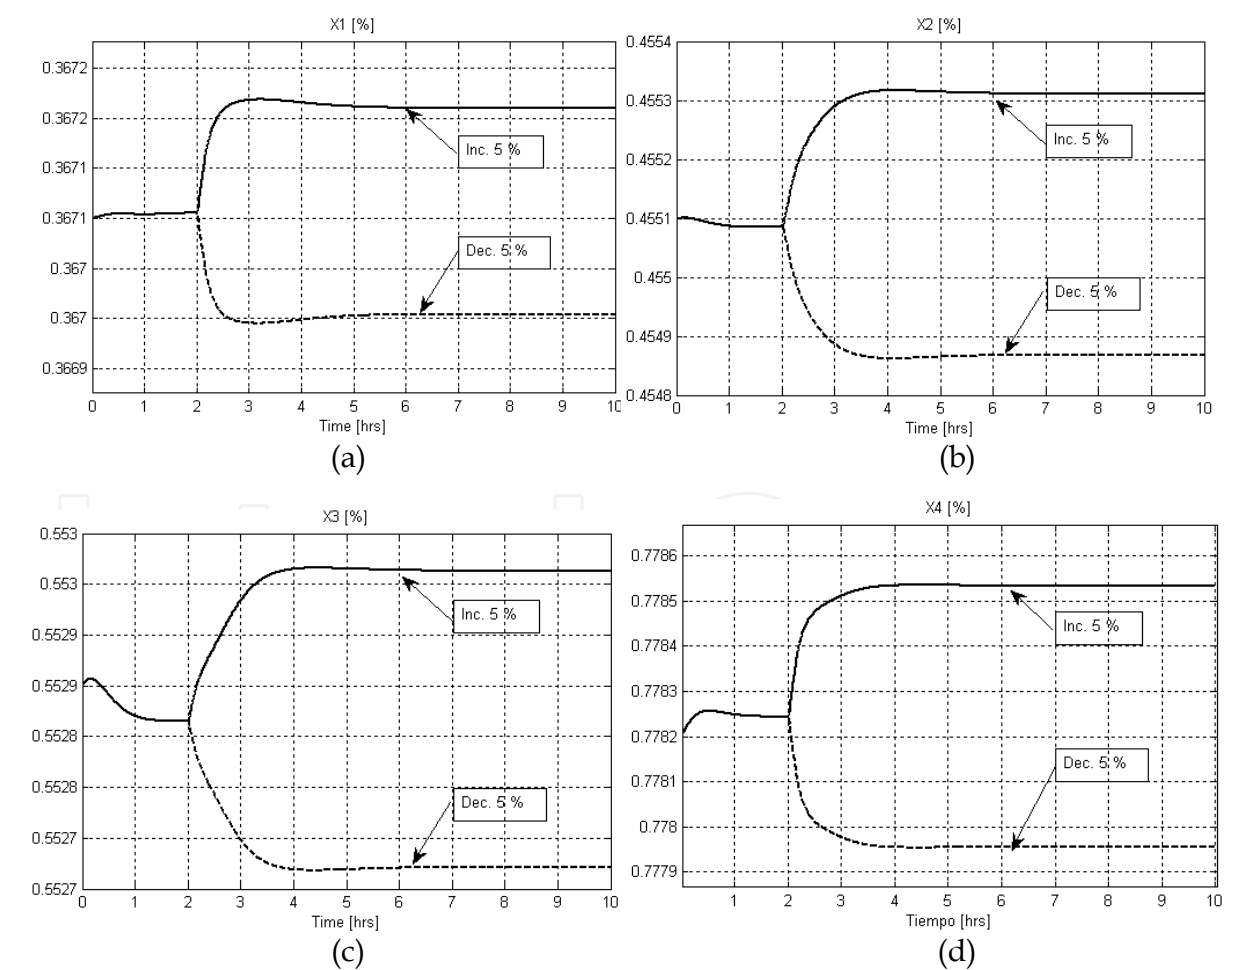 X1 [%]
0.3672
0.3672
0.3671
0.3671
0.367
0.367
0.3669
Inc. 5 %
Dec. 5 %
0 1 2 3 4 5 6 7 8 9 10
Time [hrs]
(a)
X2 [%]
0.4554
0.4553
0.4552
0.4551
0.455
0.4549
0.4548
Inc. 5 %
Dec. 5 %
0 1 2 3 4 5 6 7 8 9 10
Time [hrs]
(b)
X3 [%]
0.553
0.553
0.5529
0.5529
0.5528
0.5528
0.5527
0.5527
Inc. 5 %
Dec. 5 %
0 1 2 3 4 5 6 7 8 9 10
Time [hrs]
(c)
X4 [%]
0.7786
0.7785
0.7784
0.7783
0.7782
0.7781
0.778
0.7779
Inc. 5 %
Dec. 5 %
1 2 3 4 5 6 7 8 9 10
Tiempo [hrs]
(d)